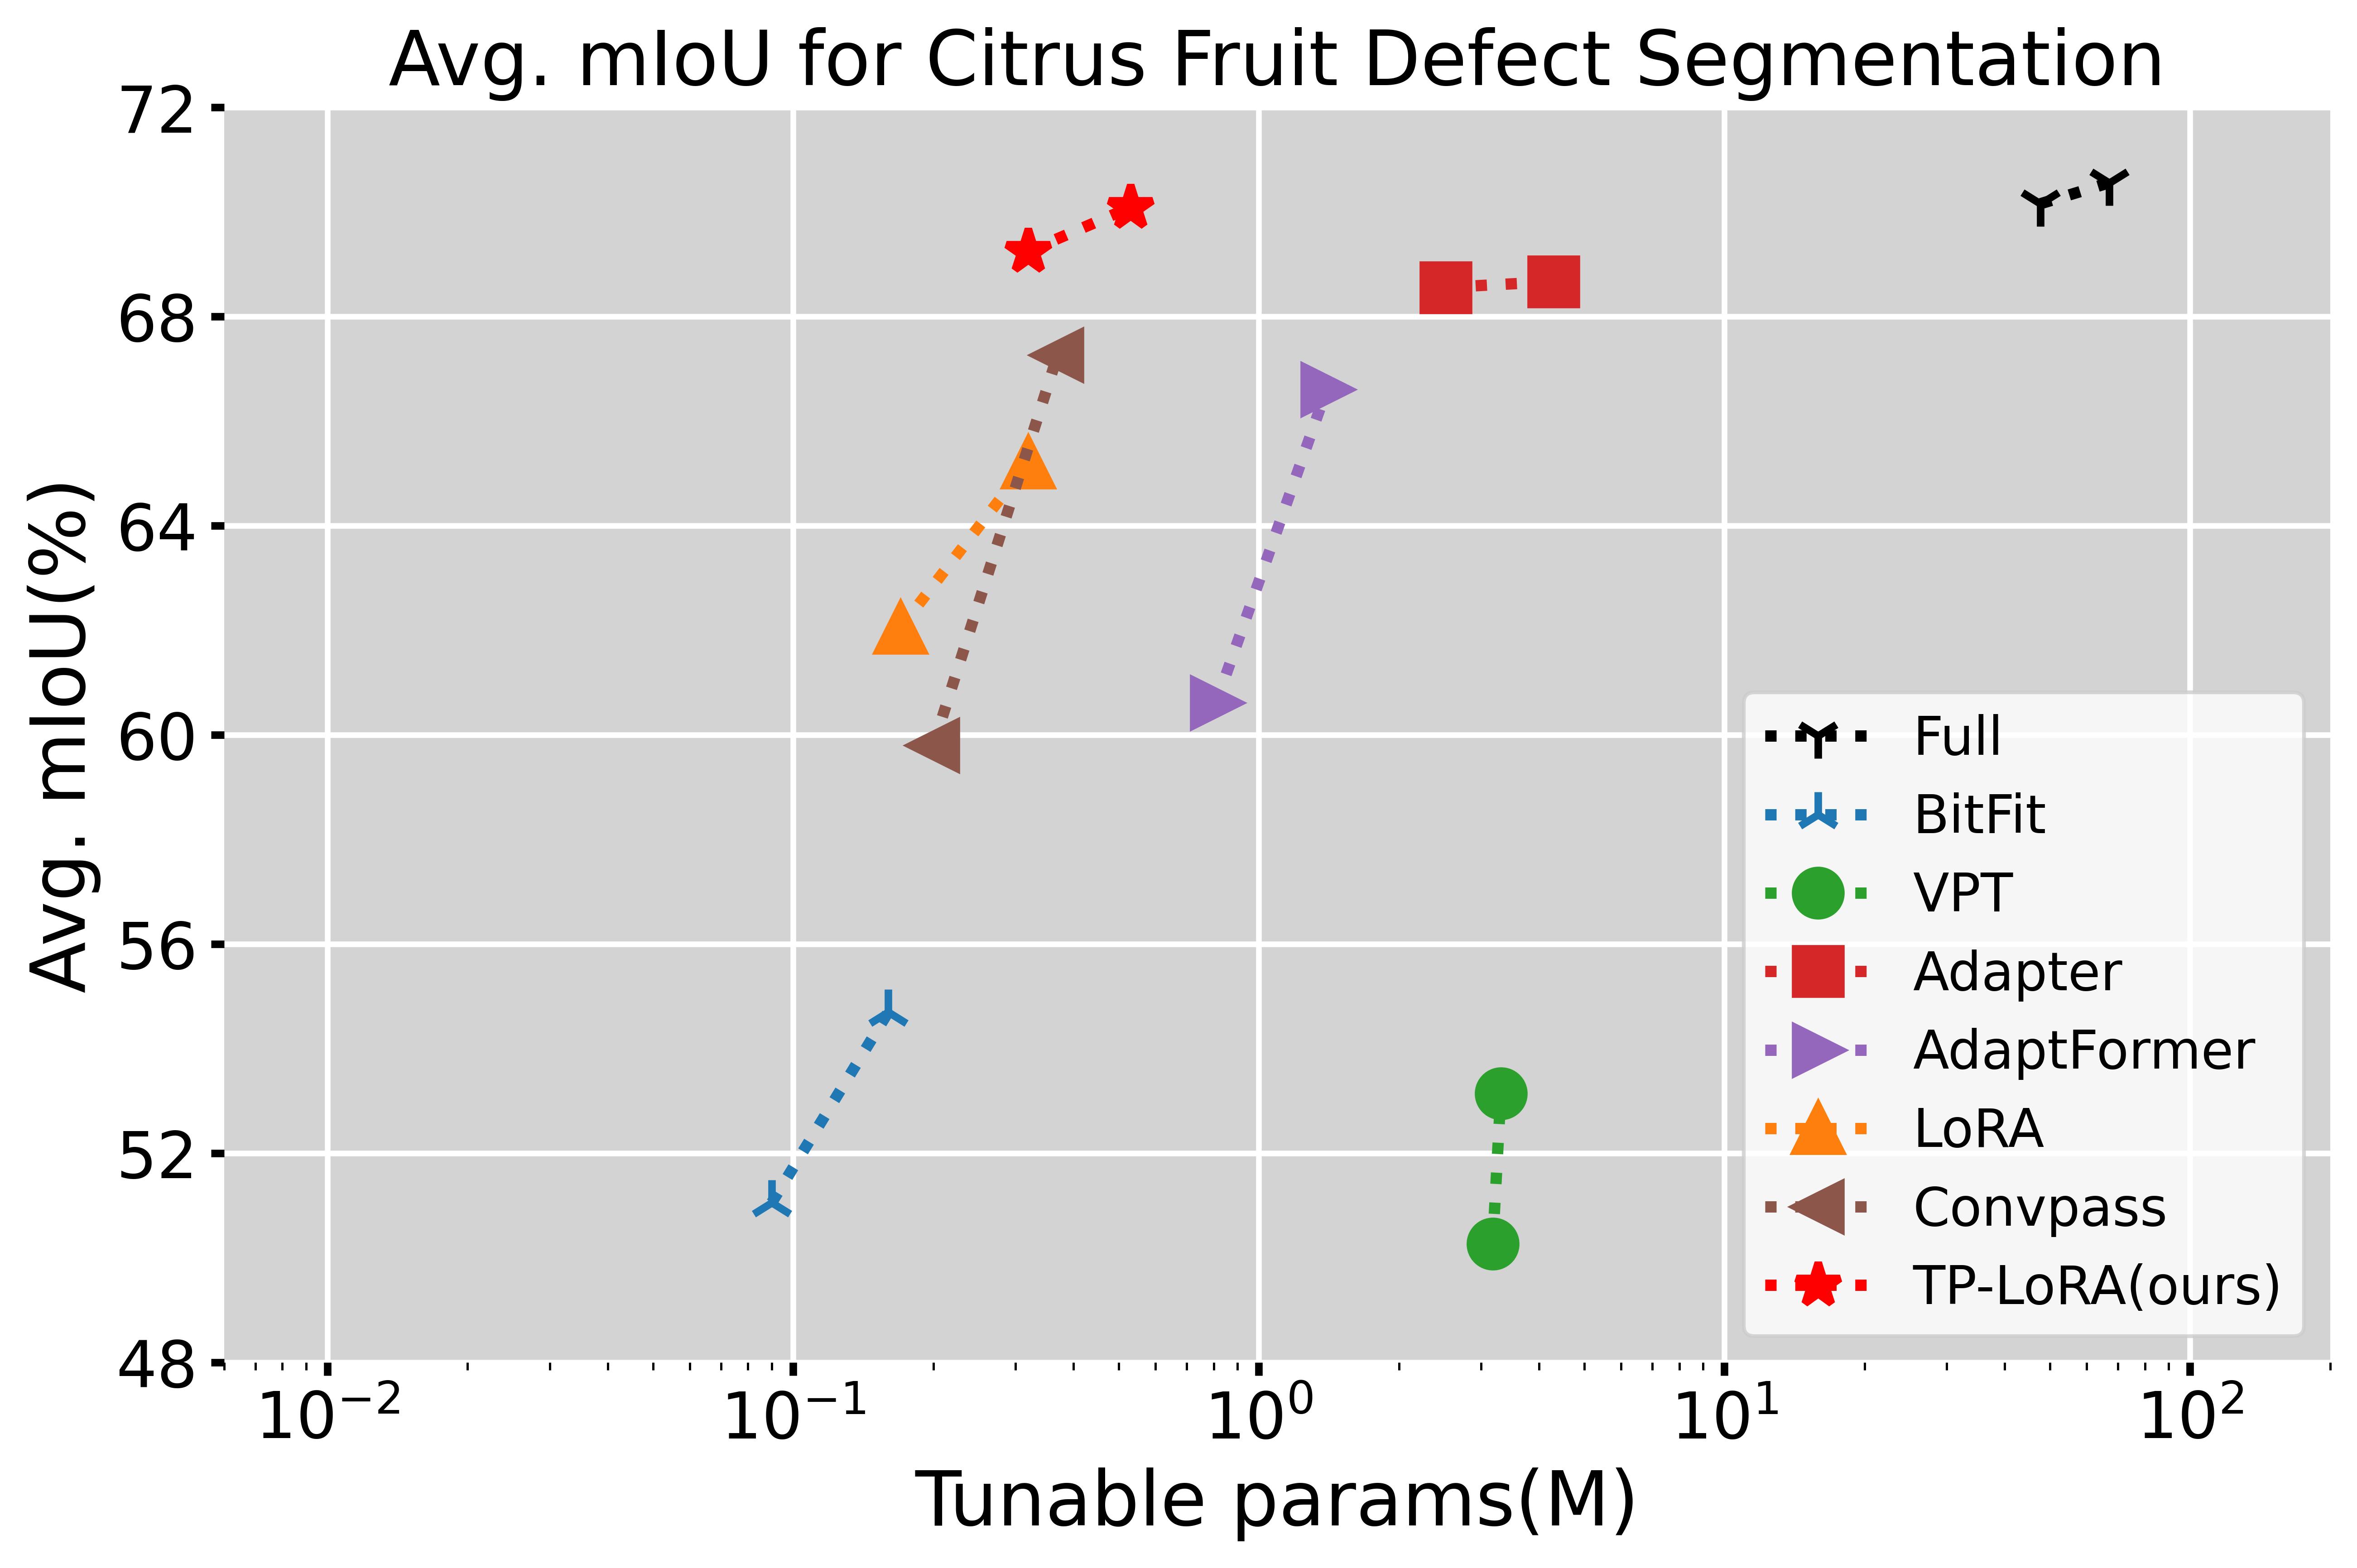 Avg. mIoU for Citrus Fruit Defect Segmentation
72
68
64
60
56
52
48
Avg. mIoU(%)
10⁻² 10⁻¹ 10⁰ 10¹ 10²
Tunable params(M)
Full
BitFit
VPT
Adapter
AdaptFormer
LoRA
Convpass
TP-LoRA(ours)